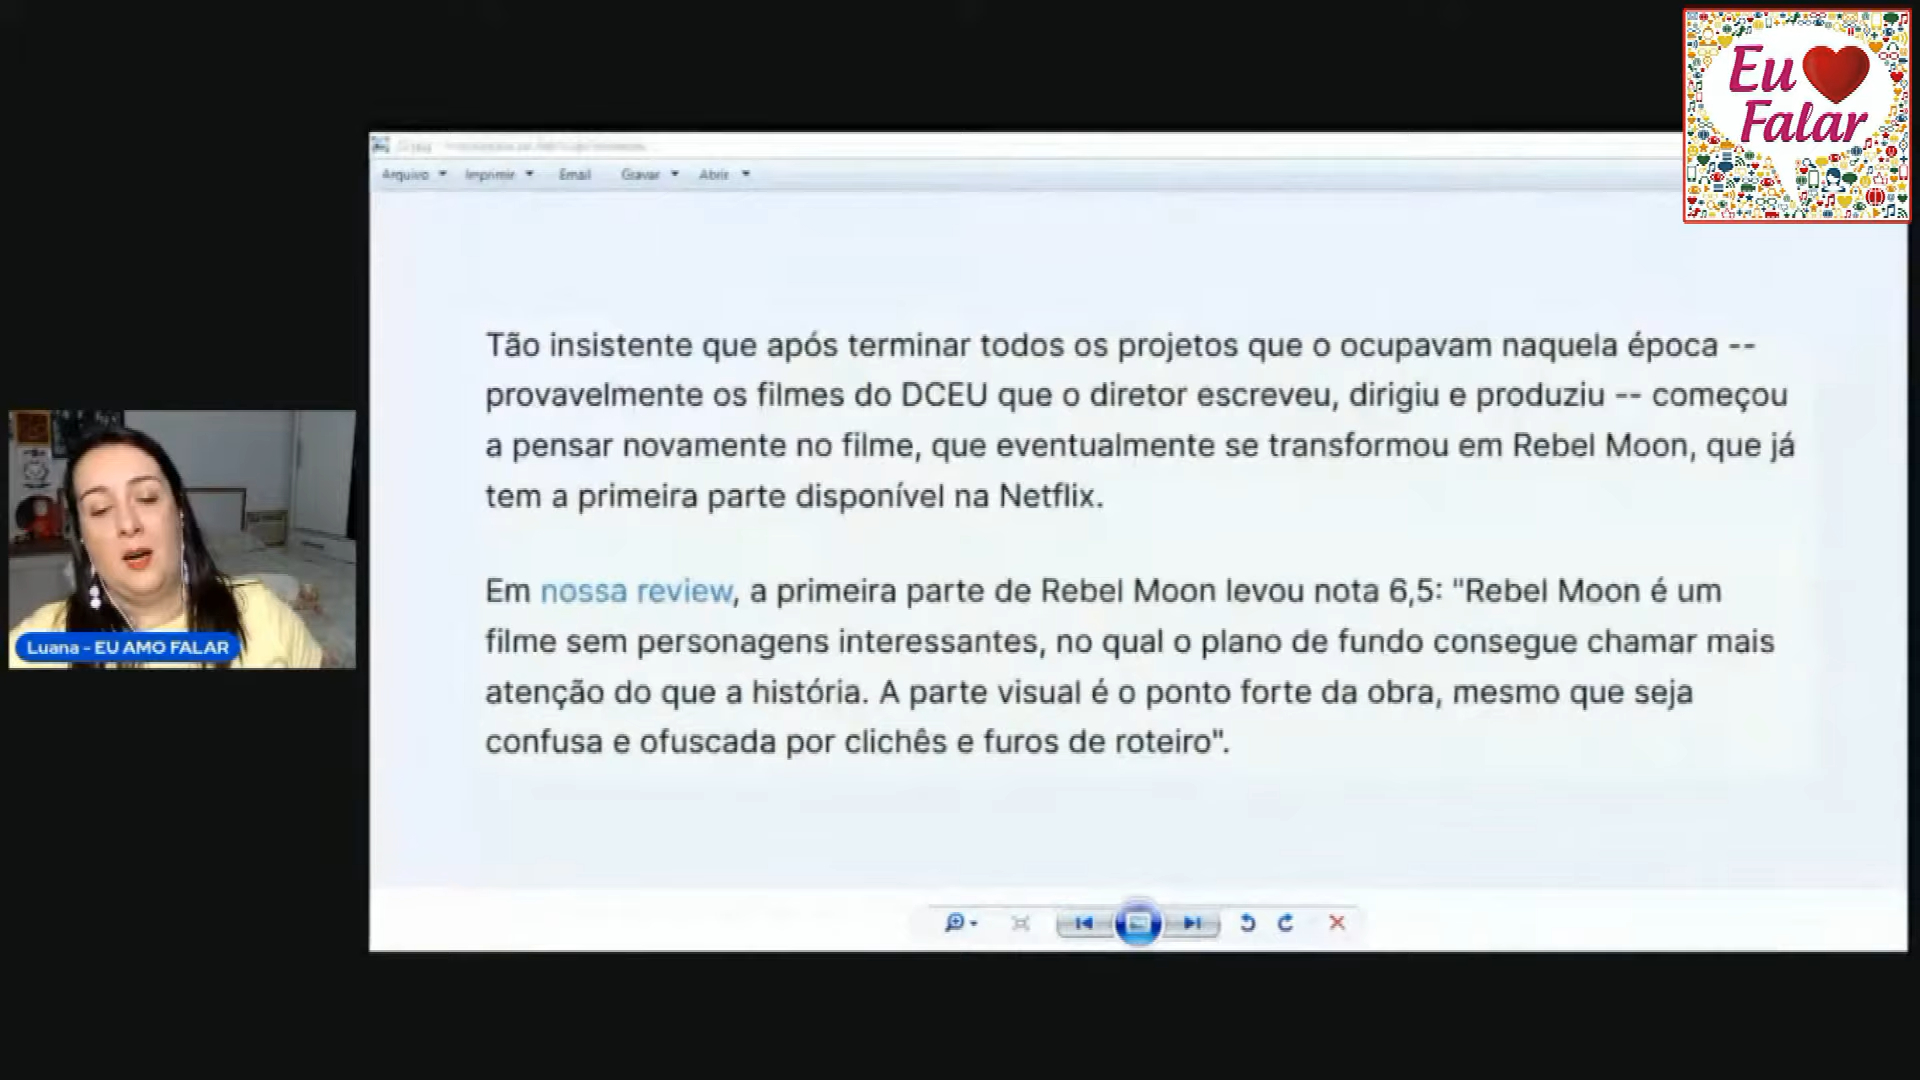 Eu
Falar
Arquivo Imprimir Email Gravar Abrir
Tão insistente que após terminar todos os projetos que o ocupavam naquela época --
provavelmente os filmes do DCEU que o diretor escreveu, dirigiu e produziu -- começou
a pensar novamente no filme, que eventualmente se transformou em Rebel Moon, que já
tem a primeira parte disponível na Netflix.
Em nossa review, a primeira parte de Rebel Moon levou nota 6,5: "Rebel Moon é um
filme sem personagens interessantes, no qual o plano de fundo consegue chamar mais
atenção do que a história. A parte visual é o ponto forte da obra, mesmo que seja
confusa e ofuscada por clichês e furos de roteiro".
Luana - EU AMO FALAR